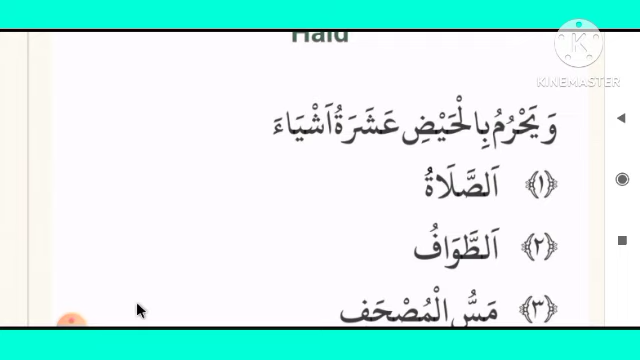 Haid
KINEMASTER
وَيَحْرُمُ بِالْحَيْضِ عَشَرَةُ اَشْيَاءَ
﴿١﴾ اَلصَّلَاةُ
﴿٢﴾ اَلطَّوَافُ
﴿٣﴾ مَسُّ الْمُصْحَفِ